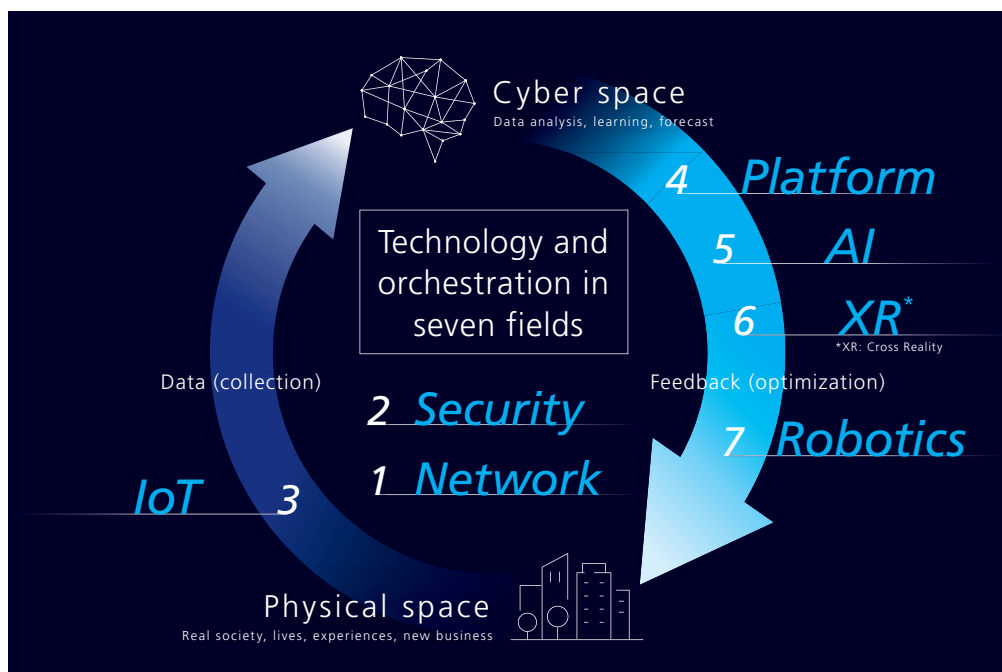 Cyber space
Data analysis, learning, forecast
4 Platform
5 AI
6 XR*
*XR: Cross Reality
Technology and
orchestration in
seven fields
Data (collection)
Feedback (optimization)
2 Security
7 Robotics
1 Network
IoT 3
Physical space
Real society, lives, experiences, new business